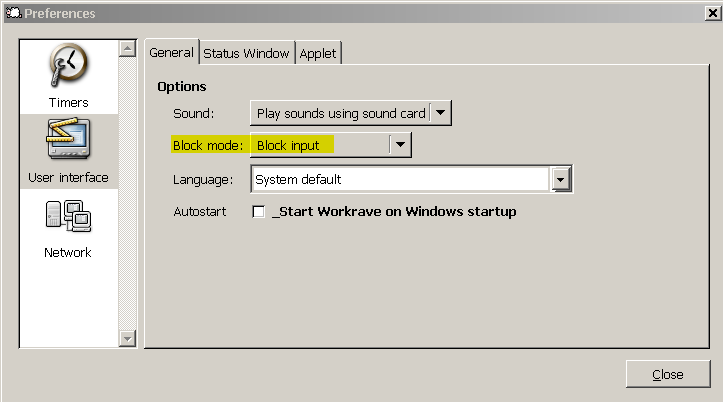 Preferences
Timers
User interface
Network
General Status Window Applet
Options
Sound: Play sounds using sound card
Block mode: Block input
Language: System default
Autostart _Start Workrave on Windows startup
Close